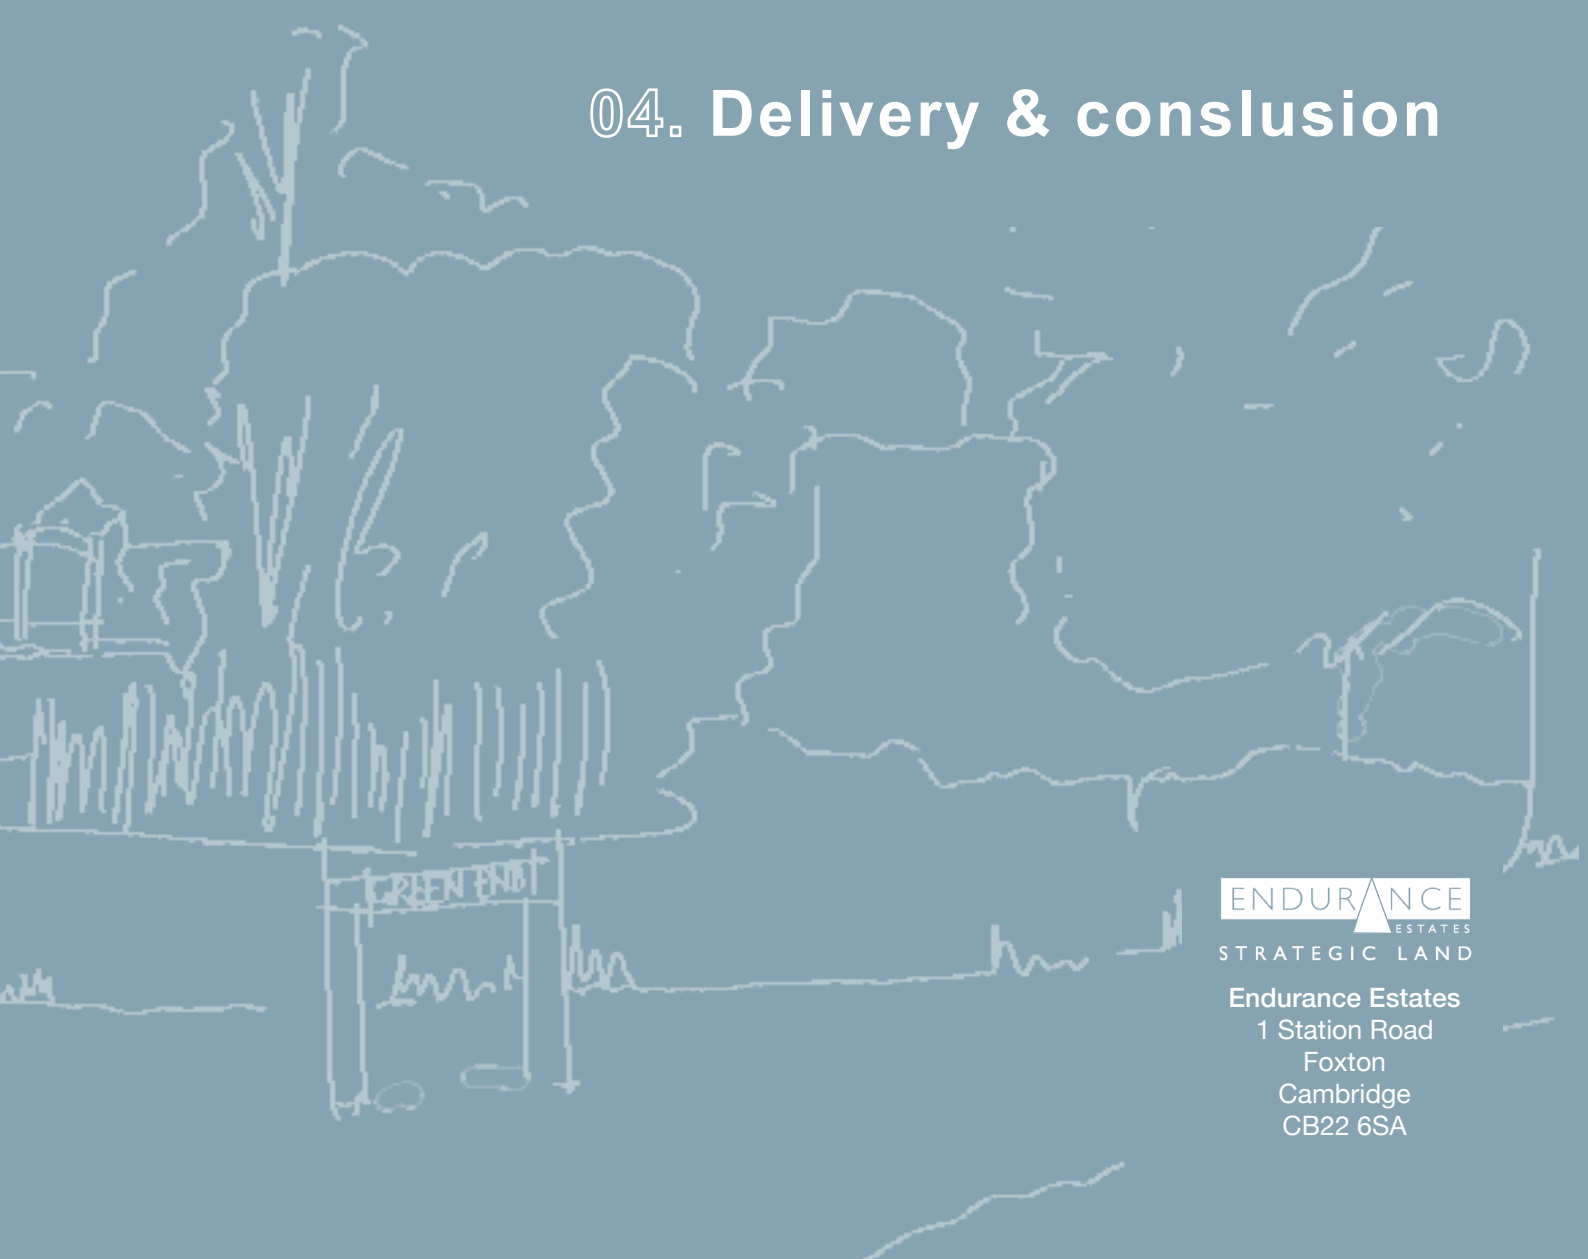 04. Delivery & conslusion
GREEN END
ENDURANCE
ESTATES
STRATEGIC LAND
Endurance Estates
1 Station Road
Foxton
Cambridge
CB22 6SA